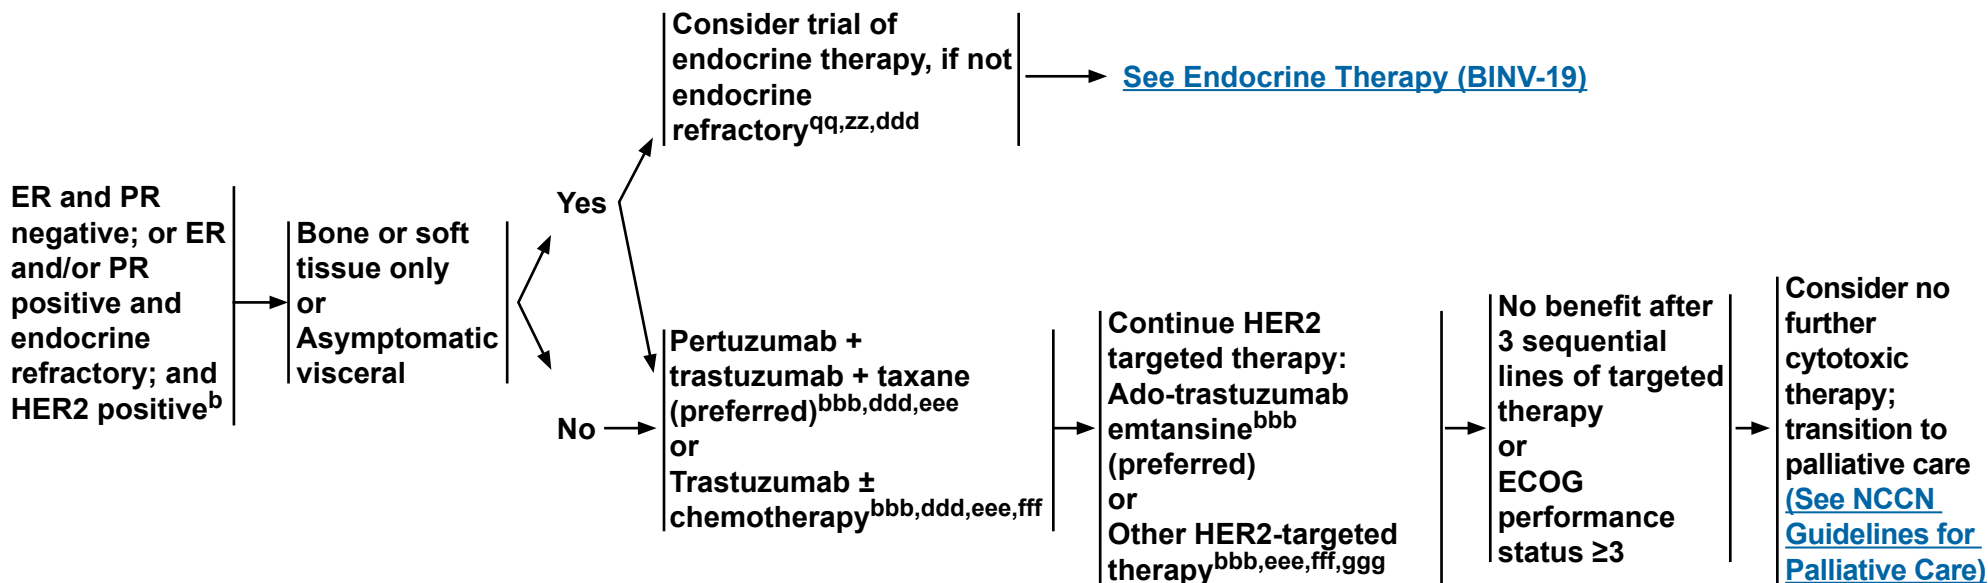 ER and PR
negative; or ER
and/or PR
positive and
endocrine
refractory; and
HER2 positiveb
Bone or soft
tissue only
or
Asymptomatic
visceral
Yes
No
Consider trial of
endocrine therapy, if not
endocrine
refractoryqq,zz,ddd
See Endocrine Therapy (BINV-19)
Pertuzumab +
trastuzumab + taxane
(preferred)bbb,ddd,eee
or
Trastuzumab ±
chemotherapybbb,ddd,eee,fff
Continue HER2
targeted therapy:
Ado-trastuzumab
emtansinebbb
(preferred)
or
Other HER2-targeted
therapybbb,eee,fff,ggg
No benefit after
3 sequential
lines of targeted
therapy
or
ECOG
performance
status ≥3
Consider no
further
cytotoxic
therapy;
transition to
palliative care
(See NCCN
Guidelines for
Palliative Care)